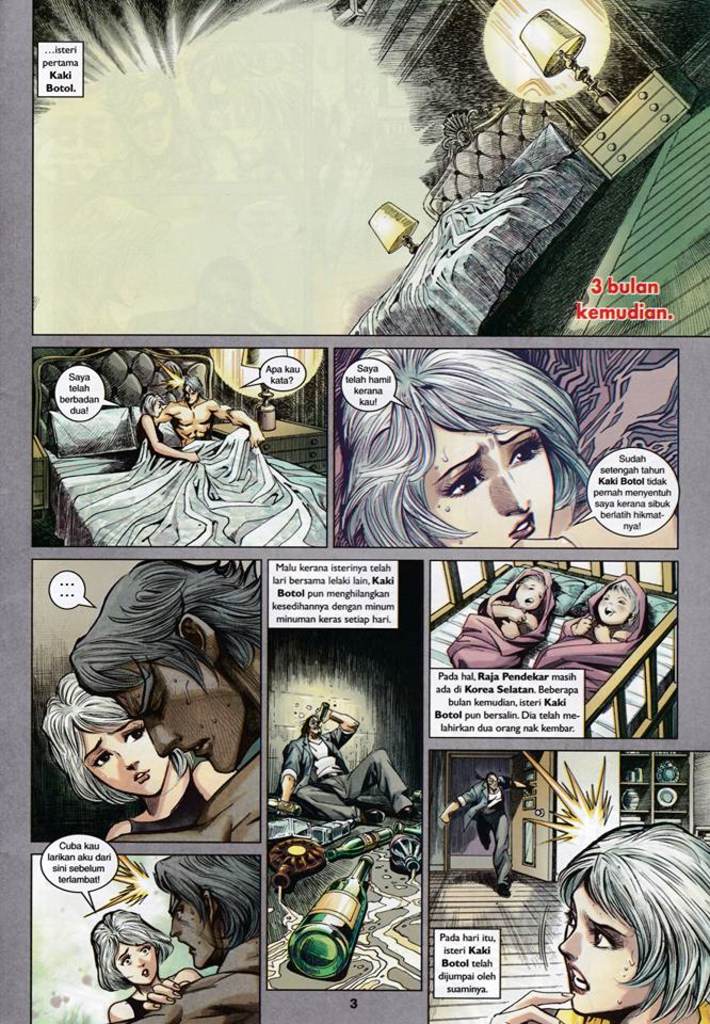 ...isteri
pertama
Kaki
Botol.
3 bulan
kemudian.
Saya
telah
berbadan
dua!
Apa kau
kata?
Saya
telah hamil
kerana
kau!
Sudah
setengah tahun
Kaki Botol tidak
pernah menyentuh
saya kerana sibuk
berlatih hikmat-
nya!
...
...
Malu kerana isterinya telah
lari bersama lelaki lain, Kaki
Botol pun menghilangkan
kesedihannya dengan minum
minuman keras setiap hari.
Pada hal, Raja Pendekar masih
ada di Korea Selatan. Beberapa
bulan kemudian, isteri Kaki
Botol pun bersalin. Dia telah me-
lahirkan dua orang nak kembar.
Cuba kau
larikan aku dari
sini sebelum
terlambat!
Pada hari itu,
isteri Kaki
Botol telah
dijumpai oleh
suaminya.
3